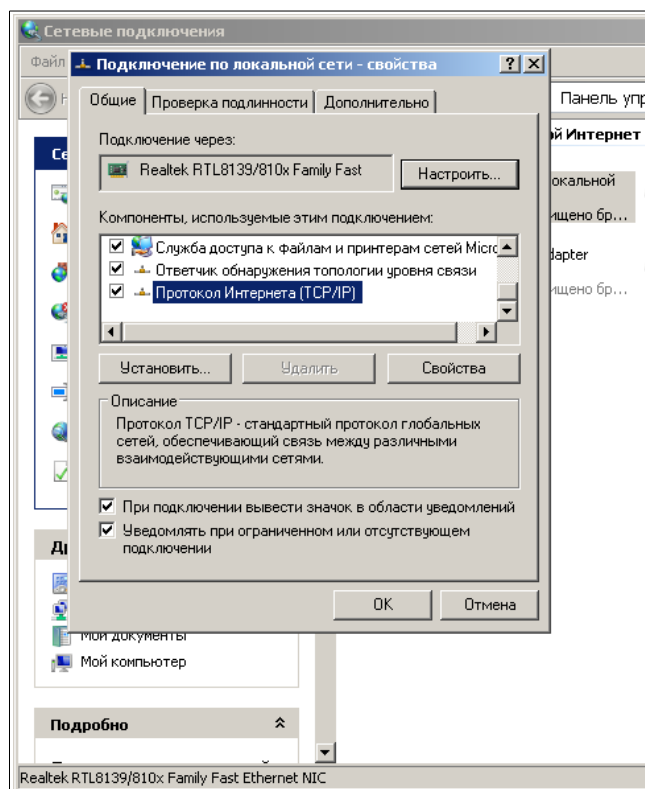 Сетевые подключения
Файл
Подключение по локальной сети - свойства
Панель упр
Общие
Проверка подлинности
Дополнительно
ой Интернет
Подключение через:
Realtek RTL8139/810x Family Fast
Настроить...
окальной
ищено бр...
Компоненты, используемые этим подключением:
Служба доступа к файлам и принтерам сетей Micrc
dapter
Ответчик обнаружения топологии уровня связи
Протокол Интернета (TCP/IP)
ищено бр...
Установить...
Удалить
Свойства
Описание
Протокол TCP/IP - стандартный протокол глобальных
сетей, обеспечивающий связь между различными
взаимодействующими сетями.
При подключении вывести значок в области уведомлений
Уведомлять при ограниченном или отсутствующем
подключении
OK
Отмена
Мои документы
Мой компьютер
Подробно
Realtek RTL8139/810x Family Fast Ethernet NIC